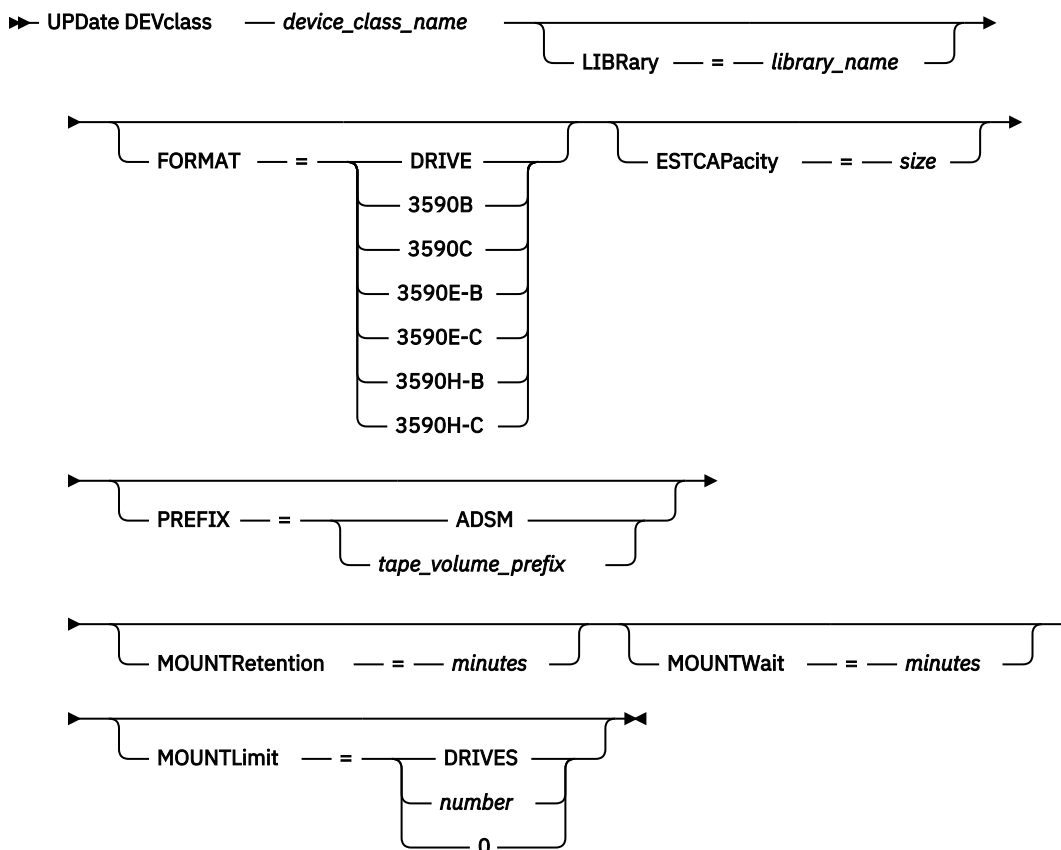 UPDate DEVclass device_class_name
LIBRary = library_name
FORMAT = DRIVE
3590B
3590C
3590E-B
3590E-C
3590H-B
3590H-C
ESTCAPacity = size
PREFIX = ADSM
tape_volume_prefix
MOUNTRetention = minutes
MOUNTWait = minutes
MOUNTLimit = DRIVES
number
0